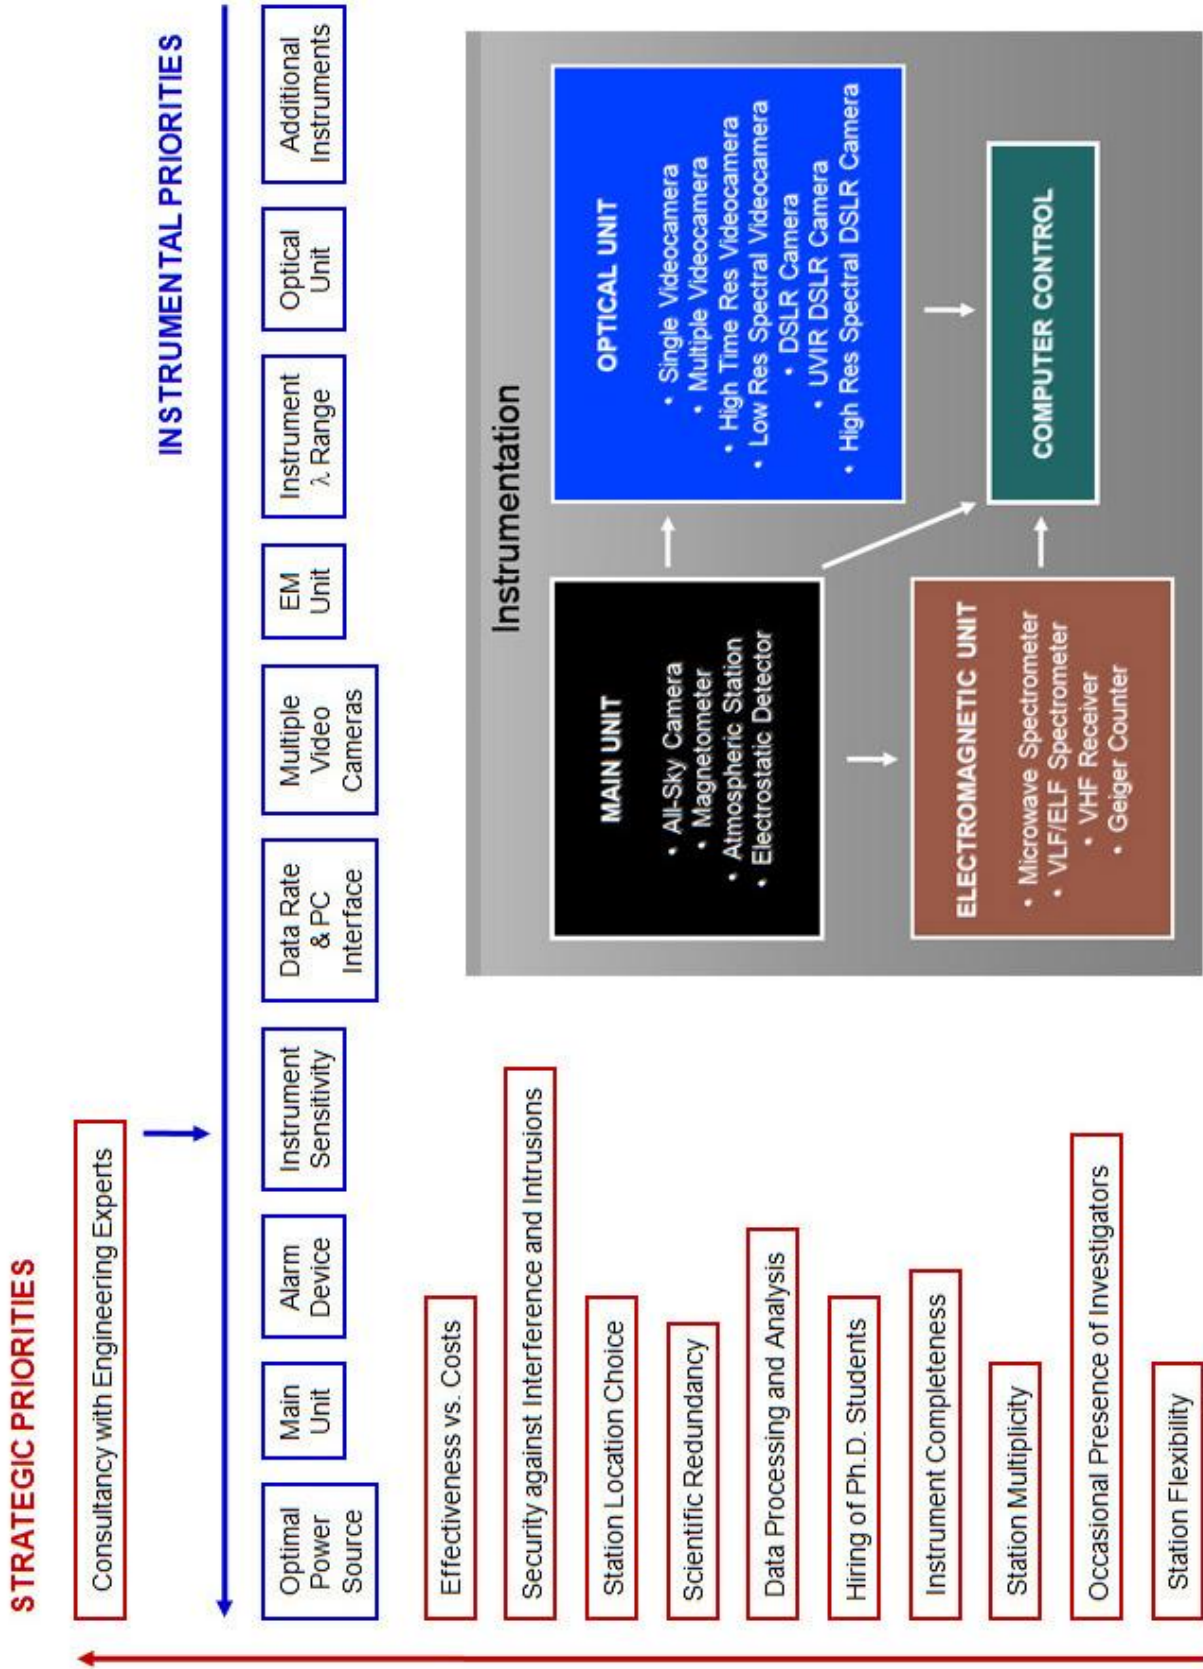 STRATEGIC PRIORITIES
Consultancy with Engineering Experts
INSTRUMENTAL PRIORITIES
Optimal
Power
Source
Main
Unit
Alarm
Device
Instrument
Sensitivity
Data Rate
& PC
Interface
Multiple
Video
Cameras
EM
Unit
Instrument
λ Range
Optical
Unit
Additional
Instruments
Effectiveness vs. Costs
Security against Interference and Intrusions
Station Location Choice
Scientific Redundancy
Data Processing and Analysis
Hiring of Ph.D. Students
Instrument Completeness
Station Multiplicity
Occasional Presence of Investigators
Station Flexibility
Instrumentation
MAIN UNIT
• All-Sky Camera
• Magnetometer
• Atmospheric Station
• Electrostatic Detector
OPTICAL UNIT
• Single Videocamera
• Multiple Videocamera
• High Time Res Videocamera
• Low Res Spectral Videocamera
• DSLR Camera
• UVIR DSLR Camera
• High Res Spectral DSLR Camera
ELECTROMAGNETIC UNIT
• Microwave Spectrometer
• VLF/ELF Spectrometer
• VHF Receiver
• Geiger Counter
COMPUTER CONTROL